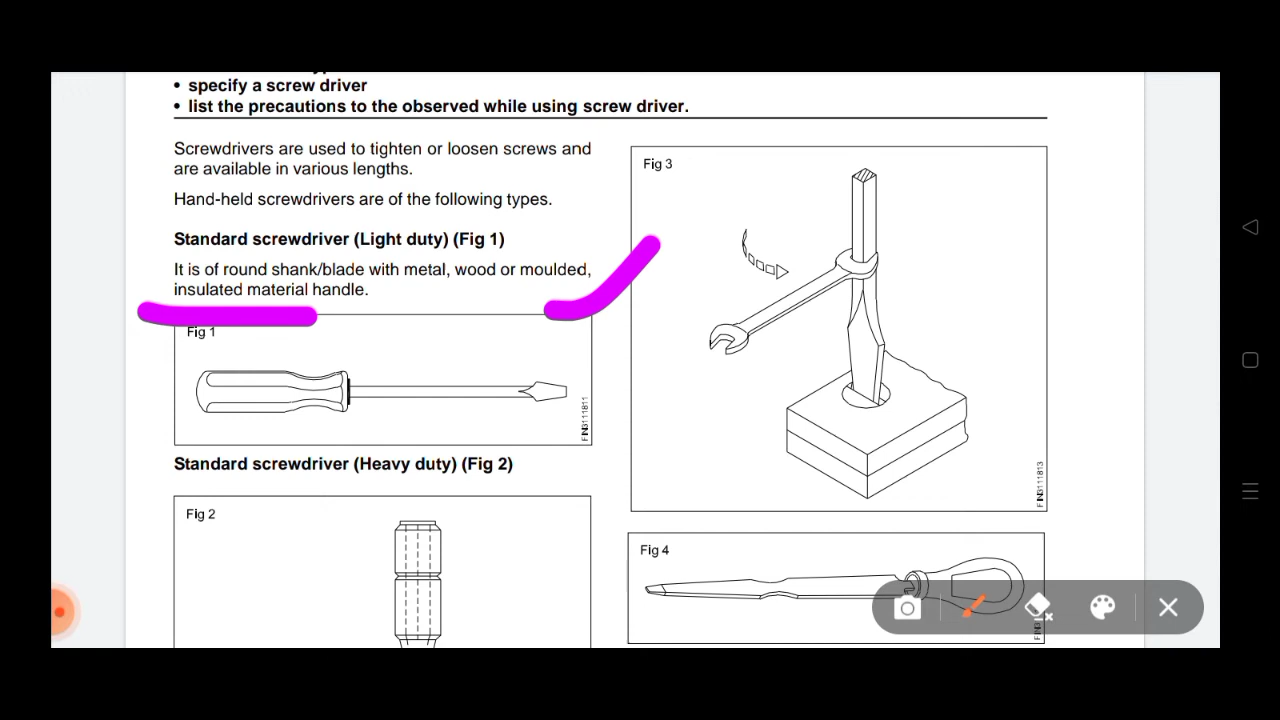 • specify a screw driver
• list the precautions to the observed while using screw driver.
Screwdrivers are used to tighten or loosen screws and
are available in various lengths.
Hand-held screwdrivers are of the following types.
Standard screwdriver (Light duty) (Fig 1)
It is of round shank/blade with metal, wood or moulded,
insulated material handle.
Fig 1
FIN3111811
Standard screwdriver (Heavy duty) (Fig 2)
Fig 2
Fig 3
FIN3111813
Fig 4